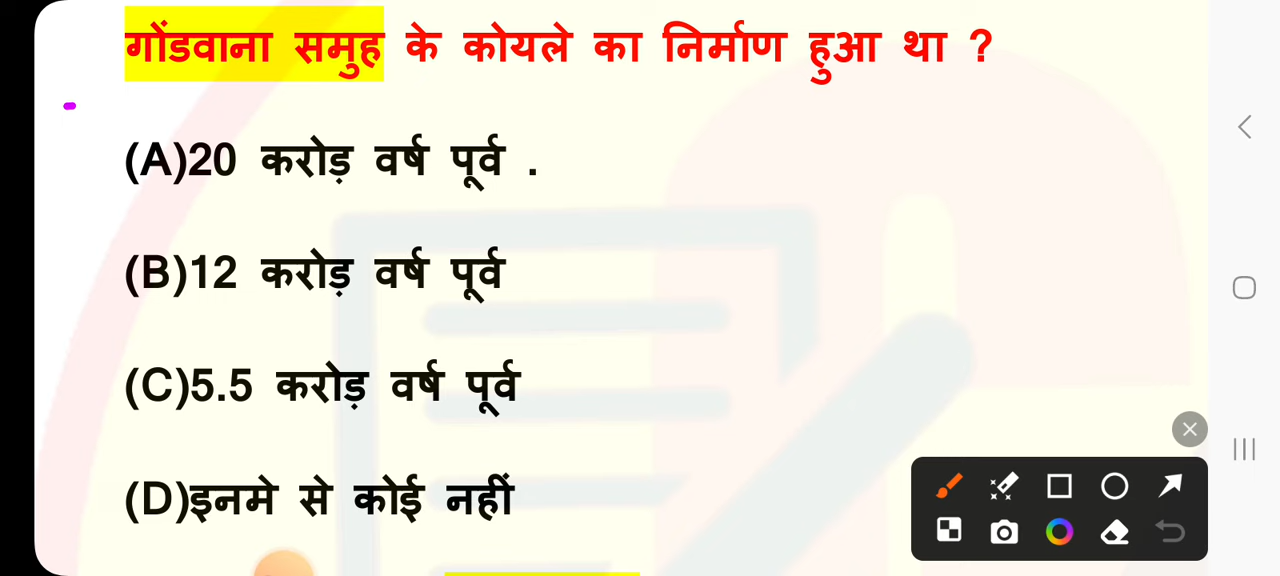 गोंडवाना समुह के कोयले का निर्माण हुआ था ?
(A)20 करोड़ वर्ष पूर्व .
(B)12 करोड़ वर्ष पूर्व
(C)5.5 करोड़ वर्ष पूर्व
(D)इनमे से कोई नहीं